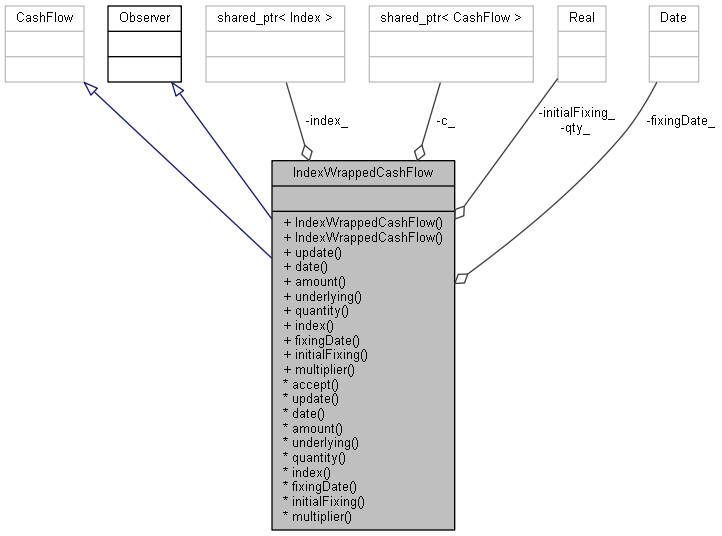 CashFlow
Observer
shared_ptr< Index >
shared_ptr< CashFlow >
Real
Date
-index_
-c_
-initialFixing_
-qty_
-fixingDate_
IndexWrappedCashFlow
+ IndexWrappedCashFlow()
+ IndexWrappedCashFlow()
+ update()
+ date()
+ amount()
+ underlying()
+ quantity()
+ index()
+ fixingDate()
+ initialFixing()
+ multiplier()
* accept()
* update()
* date()
* amount()
* underlying()
* quantity()
* index()
* fixingDate()
* initialFixing()
* multiplier()